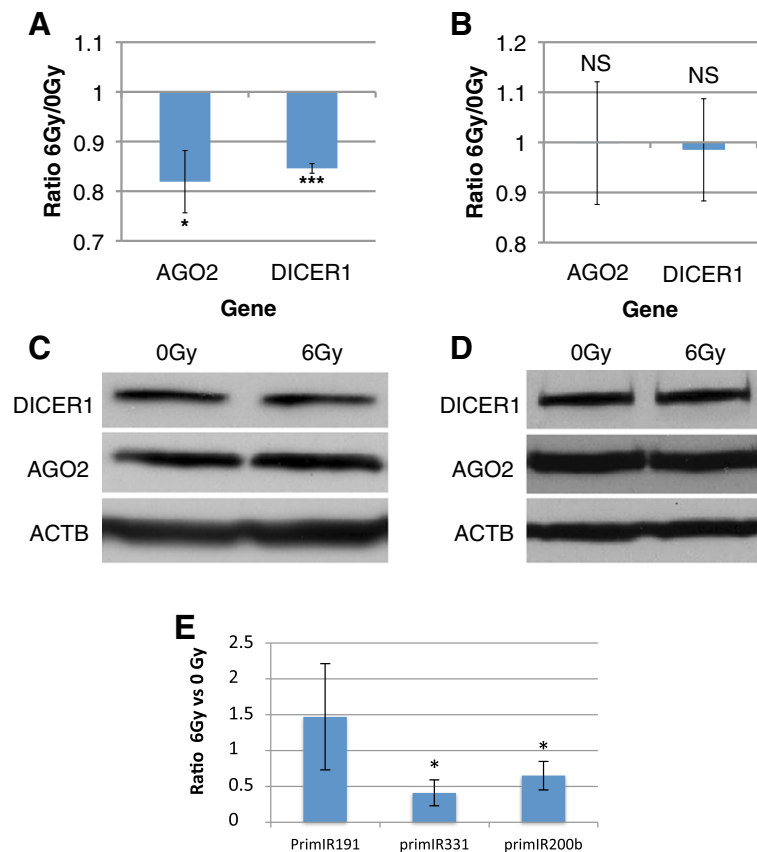 A
Ratio 6Gy/0Gy
1.1
1
0.9
0.8
0.7
*
***
AGO2 DICER1
Gene
B
Ratio 6Gy/0Gy
1.2
1.1
1
0.9
0.8
NS NS
AGO2 DICER1
Gene
C
0Gy 6Gy
DICER1
AGO2
ACTB
D
0Gy 6Gy
DICER1
AGO2
ACTB
E
Ratio 6Gy vs 0 Gy
2.5
2
1.5
1
0.5
0
* *
PrimIR191 primIR331 primIR200b